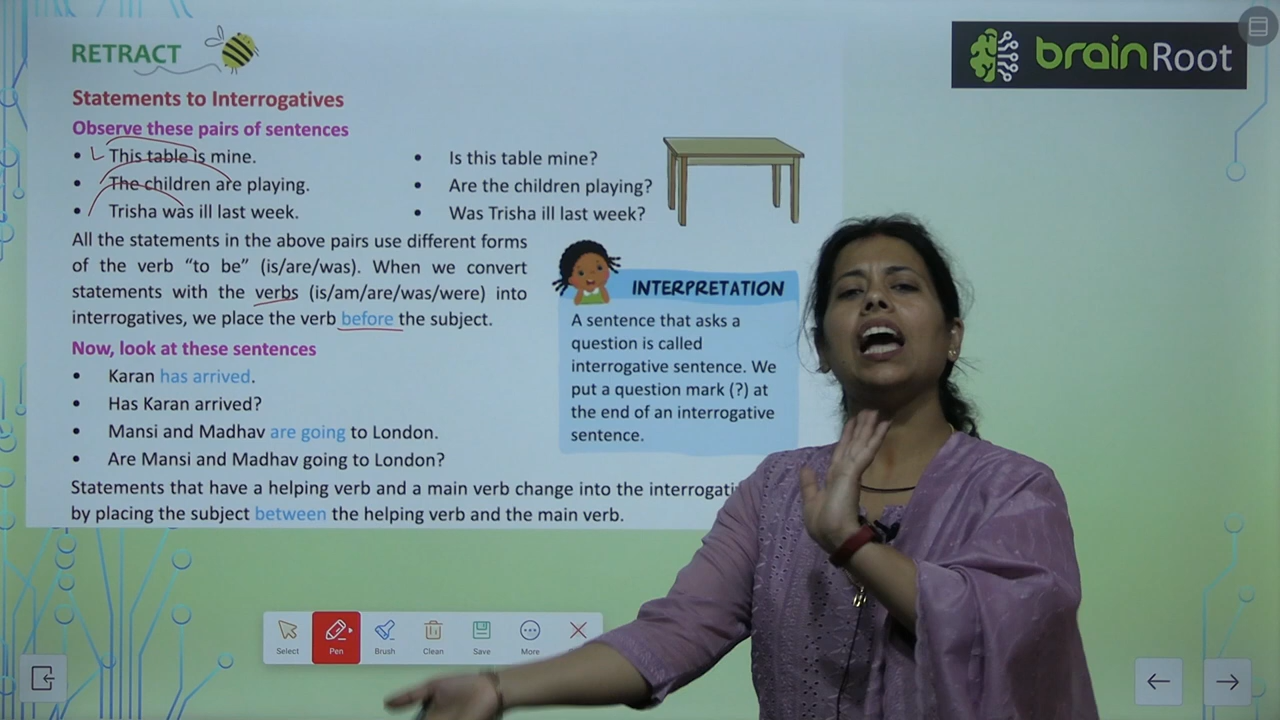 RETRACT
brainRoot
Statements to Interrogatives
Observe these pairs of sentences
• This table is mine.
• Is this table mine?
• The children are playing.
• Are the children playing?
• Trisha was ill last week.
• Was Trisha ill last week?
All the statements in the above pairs use different forms
of the verb “to be” (is/are/was). When we convert
statements with the verbs (is/am/are/was/were) into
interrogatives, we place the verb before the subject.
INTERPRETATION
A sentence that asks a
question is called
interrogative sentence. We
put a question mark (?) at
the end of an interrogative
sentence.
Now, look at these sentences
• Karan has arrived.
• Has Karan arrived?
• Mansi and Madhav are going to London.
• Are Mansi and Madhav going to London?
Statements that have a helping verb and a main verb change into the
by placing the subject between the helping verb and the main verb.
Select
Pen
Brush
Clean
Save
More